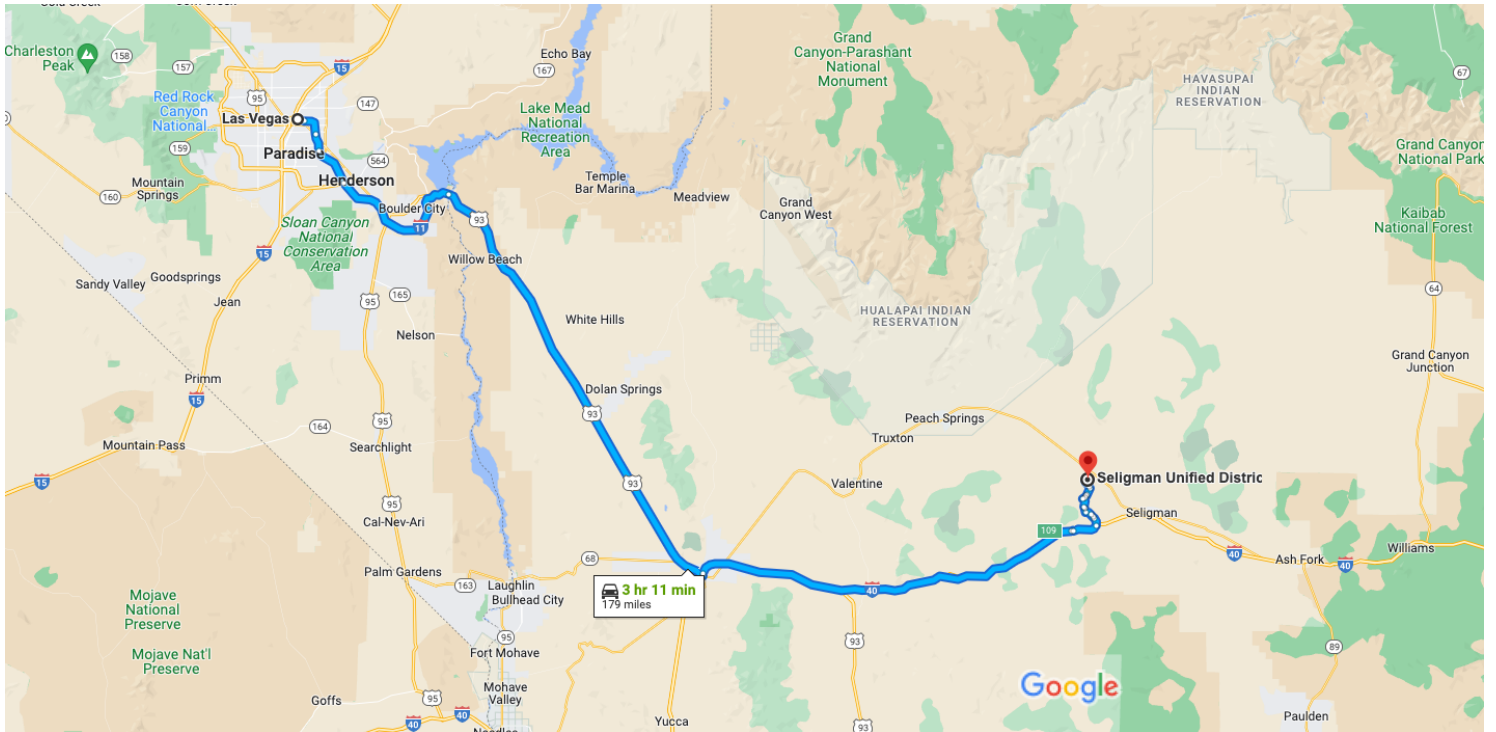 Charleston
Peak
158
157
15
95
147
Red Rock
Canyon
National
Las Vegas
159
Paradise
564
160
Mountain
Springs
Henderson
Boulder City
11
Sloan Canyon
National
Conservation
Area
15
Sandy Valley
Goodsprings
Jean
95
165
Nelson
Primm
15
164
95
Mountain Pass
Searchlight
15
95
Cal-Nev-Ari
Palm Gardens
163
Laughlin
Bullhead City
95
Fort Mohave
Mojave
National
Preserve
Mojave Nat'l
Preserve
Goffs
95
40
40
Mohave
Valley
Needles
Echo Bay
167
Lake Mead
National
Recreation
Area
Temple
Bar Marina
Meadview
93
Willow Beach
White Hills
Dolan Springs
93
93
68
3 hr 11 min
179 miles
Yucca
Grand
Canyon-Parashant
National
Monument
Grand
Canyon West
HAVASUPAI
INDIAN
RESERVATION
67
Grand Canyon
National Park
Kaibab
National Forest
64
HUALAPAI INDIAN
RESERVATION
Grand Canyon
Junction
Peach Springs
Truxton
Valentine
Seligman Unified Distric
109
Seligman
40
Ash Fork
40
Williams
40
93
93
89
Google
Paulden